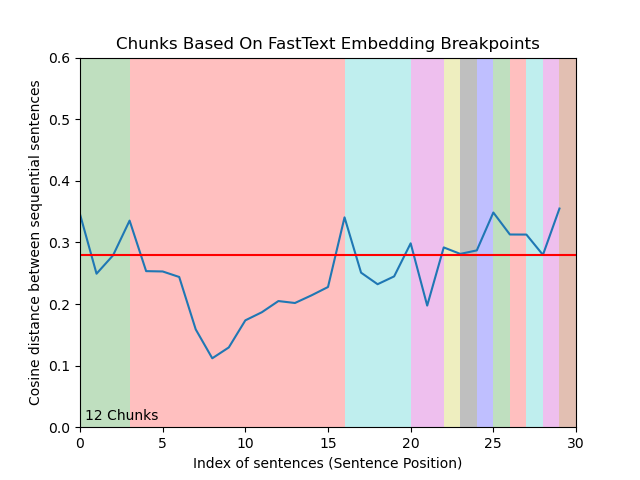 Chunks Based On FastText Embedding Breakpoints
Cosine distance between sequential sentences
0.6
0.5
0.4
0.3
0.2
0.1
0.0
12 Chunks
0 5 10 15 20 25 30
Index of sentences (Sentence Position)